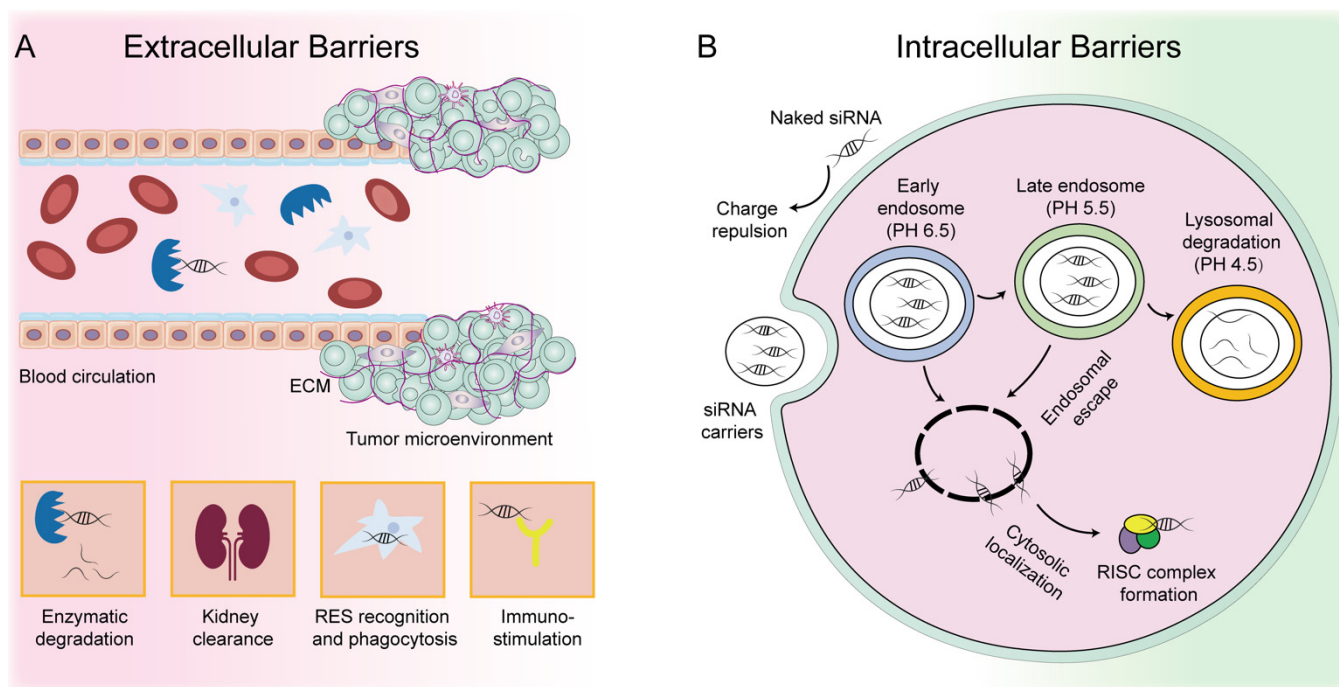 A
Extracellular Barriers
Blood circulation
ECM
Tumor microenvironment
Enzymatic
degradation
Kidney
clearance
RES recognition
and phagocytosis
Immuno-
stimulation
B
Intracellular Barriers
Naked siRNA
Charge
repulsion
Early
endosome
(PH 6.5)
Late endosome
(PH 5.5)
Lysosomal
degradation
(PH 4.5)
siRNA
carriers
Endosomal
escape
Cytosolic
localization
RISC complex
formation